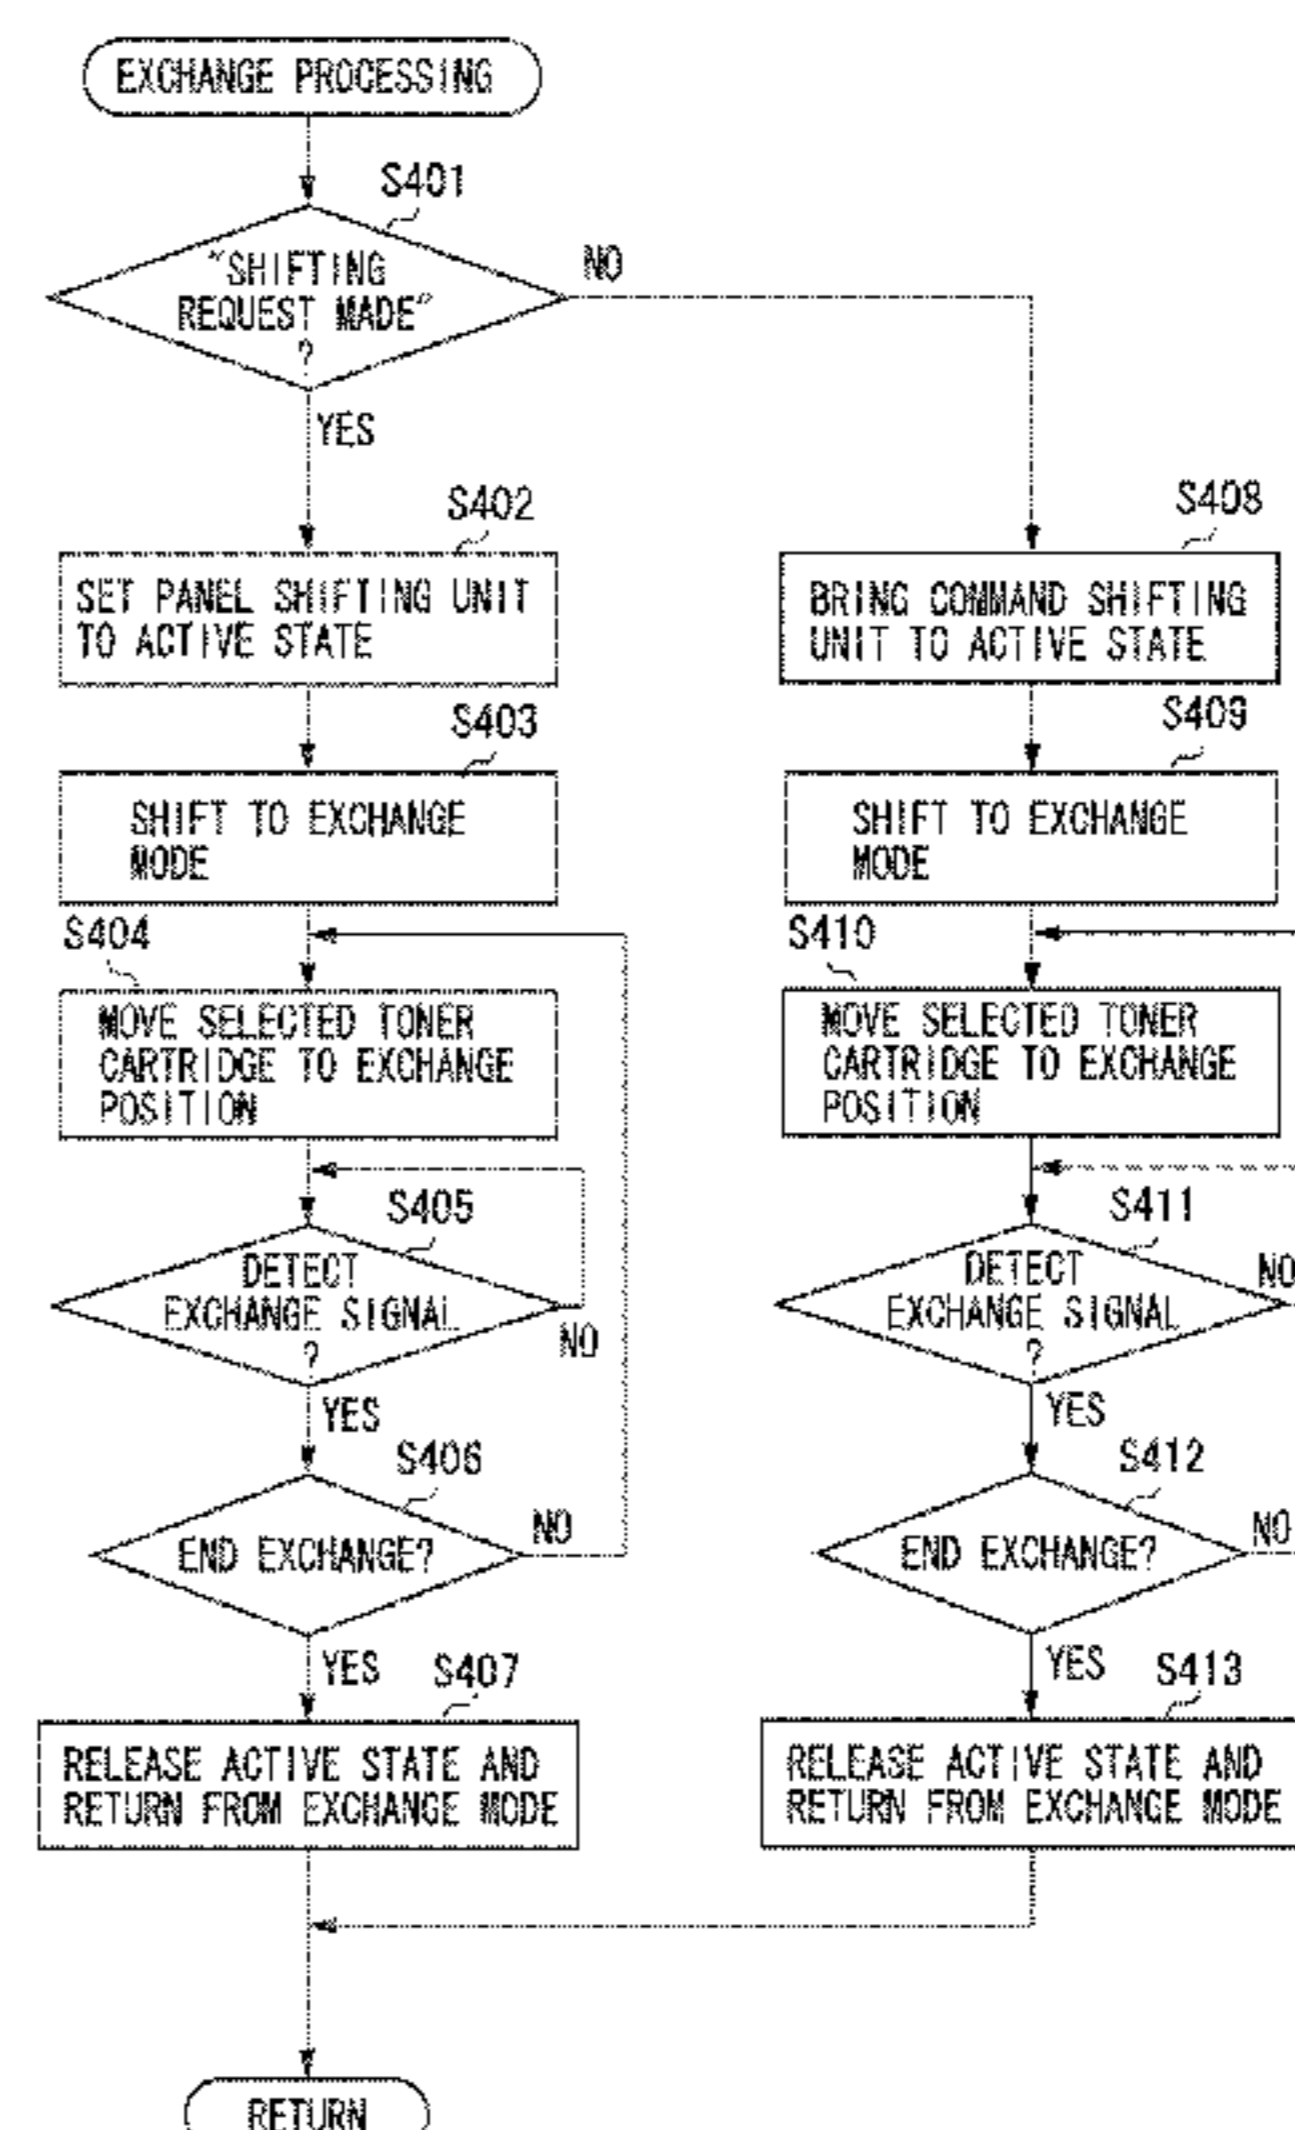 EXCHANGE PROCESSING
S401
"SHIFTING
REQUEST MADE"
?
NO
YES
S402
SET PANEL SHIFTING UNIT
TO ACTIVE STATE
S403
SHIFT TO EXCHANGE
MODE
S404
MOVE SELECTED TONER
CARTRIDGE TO EXCHANGE
POSITION
S405
DETECT
EXCHANGE SIGNAL
?
NO
YES
S406
END EXCHANGE?
NO
YES
S407
RELEASE ACTIVE STATE AND
RETURN FROM EXCHANGE MODE
S408
BRING COMMAND SHIFTING
UNIT TO ACTIVE STATE
S409
SHIFT TO EXCHANGE
MODE
S410
MOVE SELECTED TONER
CARTRIDGE TO EXCHANGE
POSITION
S411
DETECT
EXCHANGE SIGNAL
?
NO
YES
S412
END EXCHANGE?
NO
YES
S413
RELEASE ACTIVE STATE AND
RETURN FROM EXCHANGE MODE
RETURN